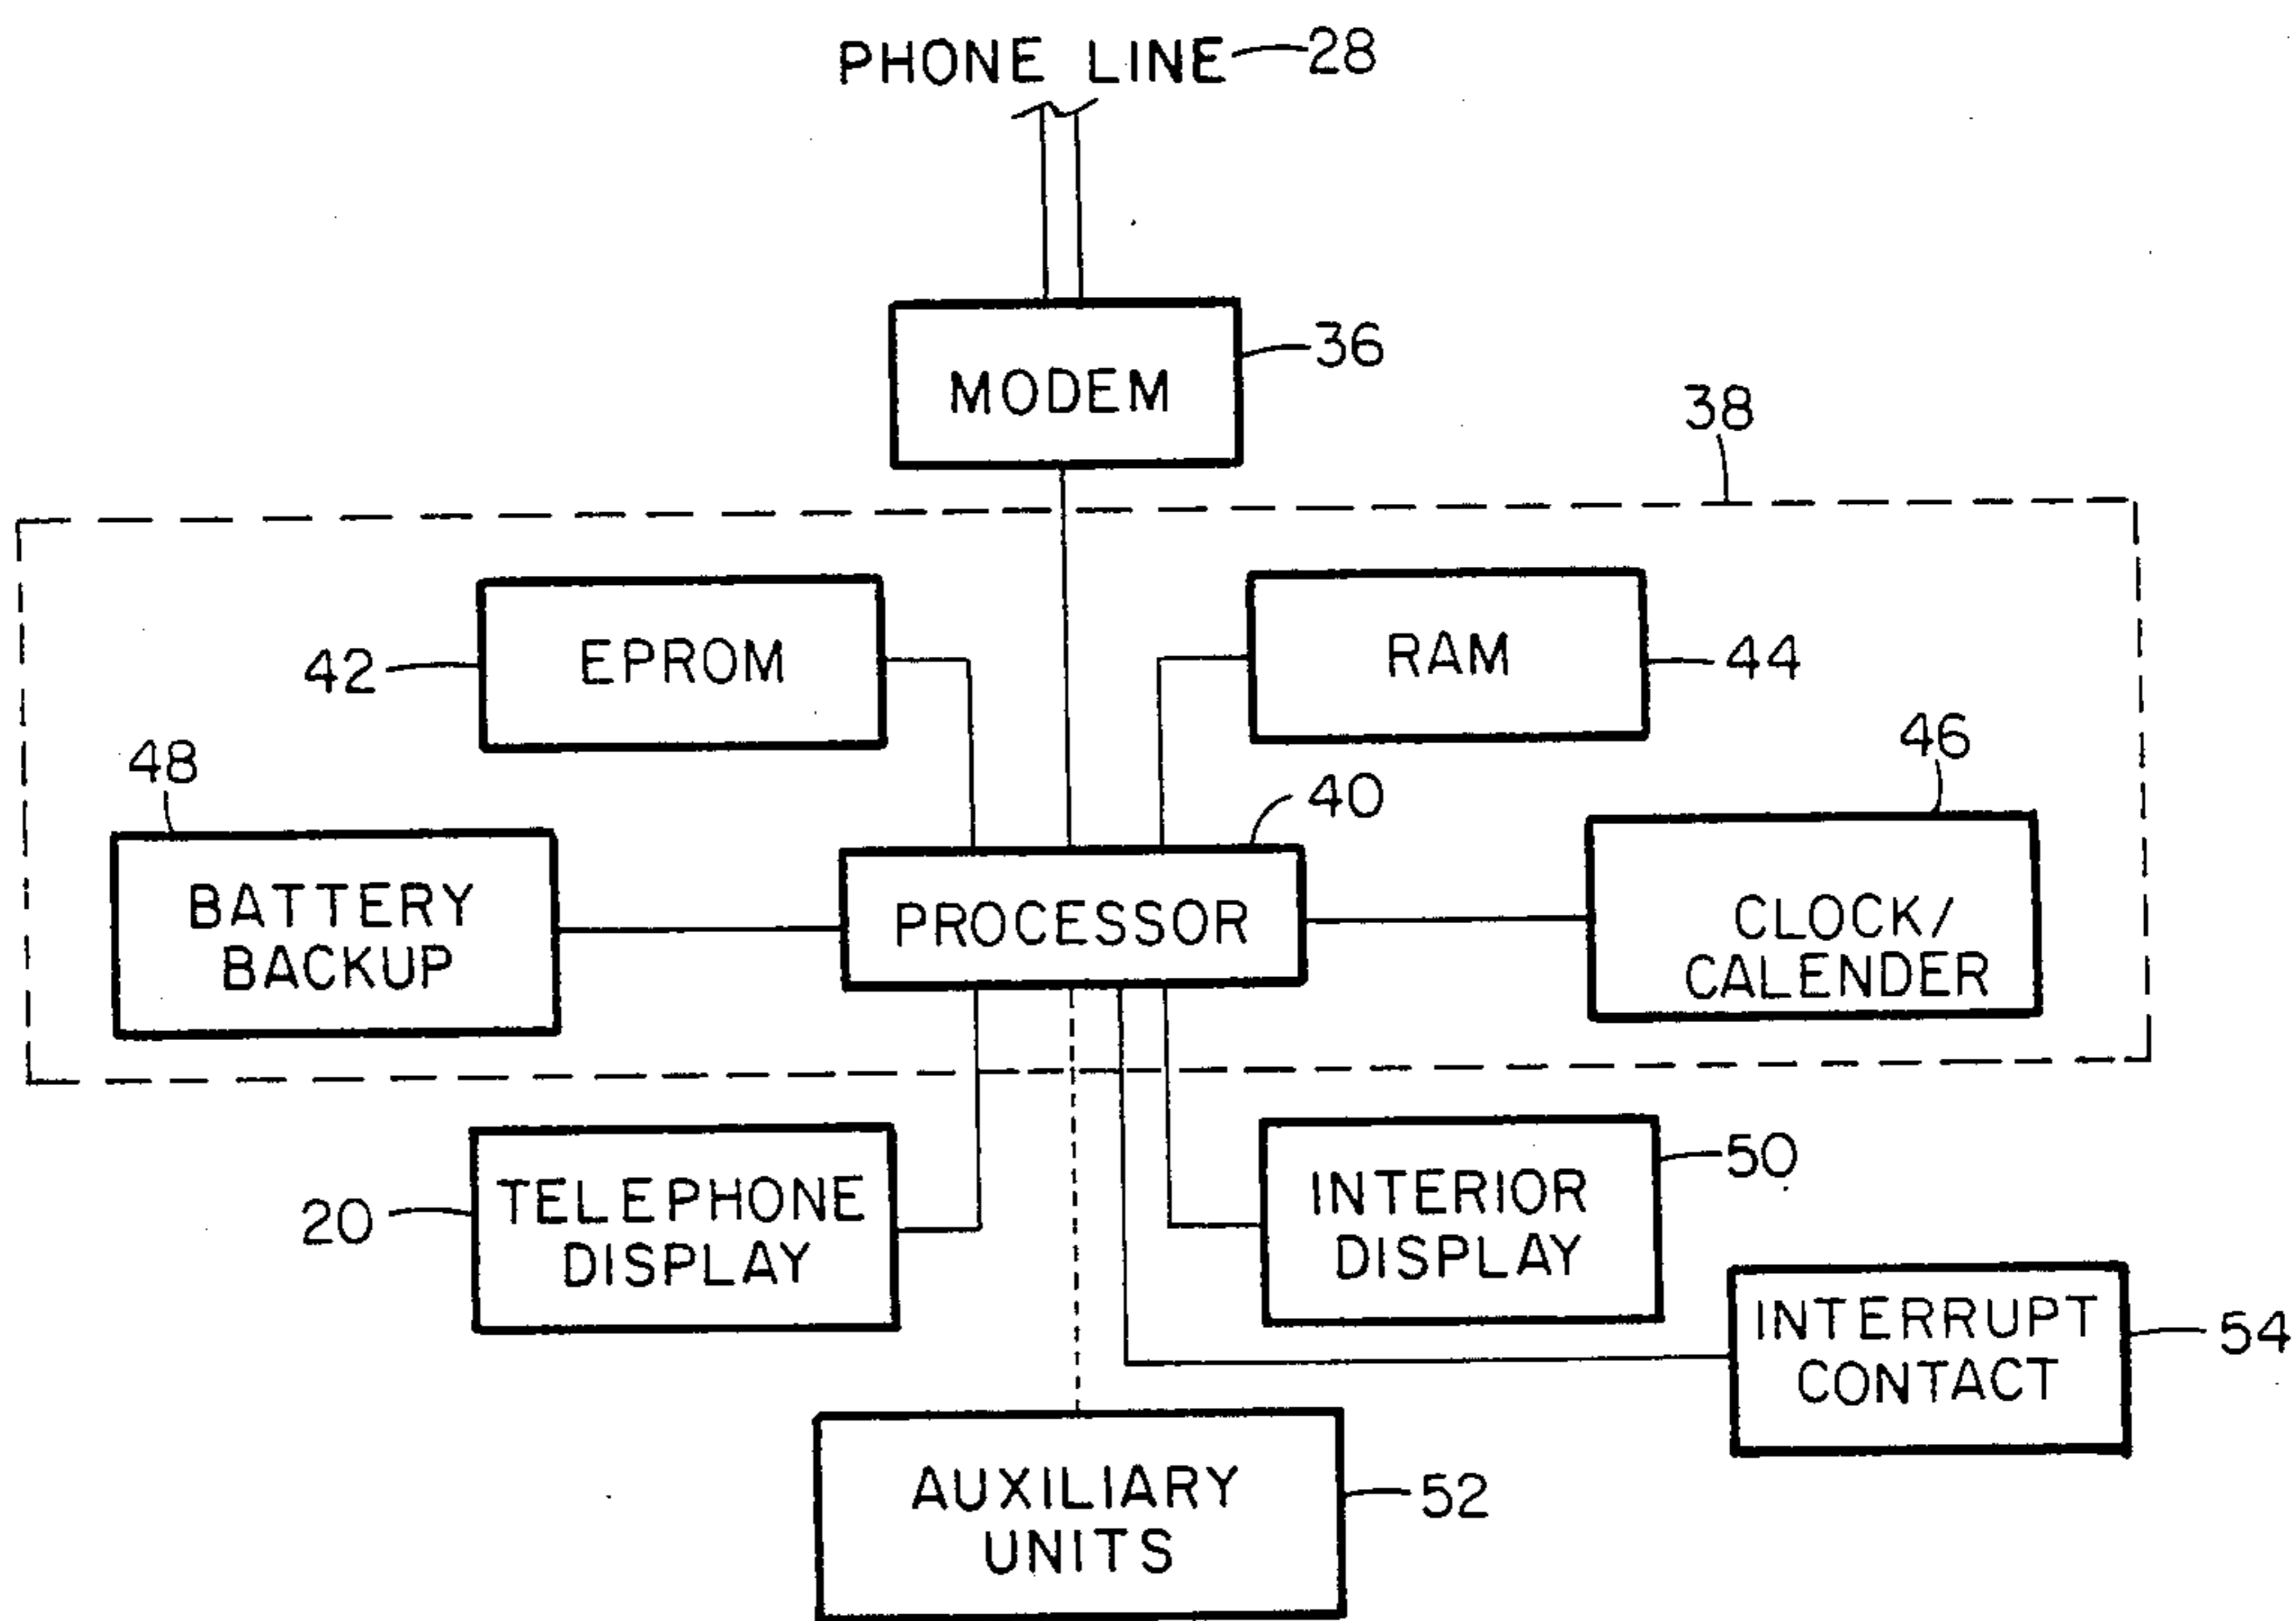 PHONE LINE 28
MODEM
36
38
EPROM
42
RAM
44
48
46
40
BATTERY
BACKUP
PROCESSOR
CLOCK/
CALENDER
TELEPHONE
DISPLAY
20
INTERIOR
DISPLAY
50
INTERRUPT
CONTACT
54
AUXILIARY
UNITS
52